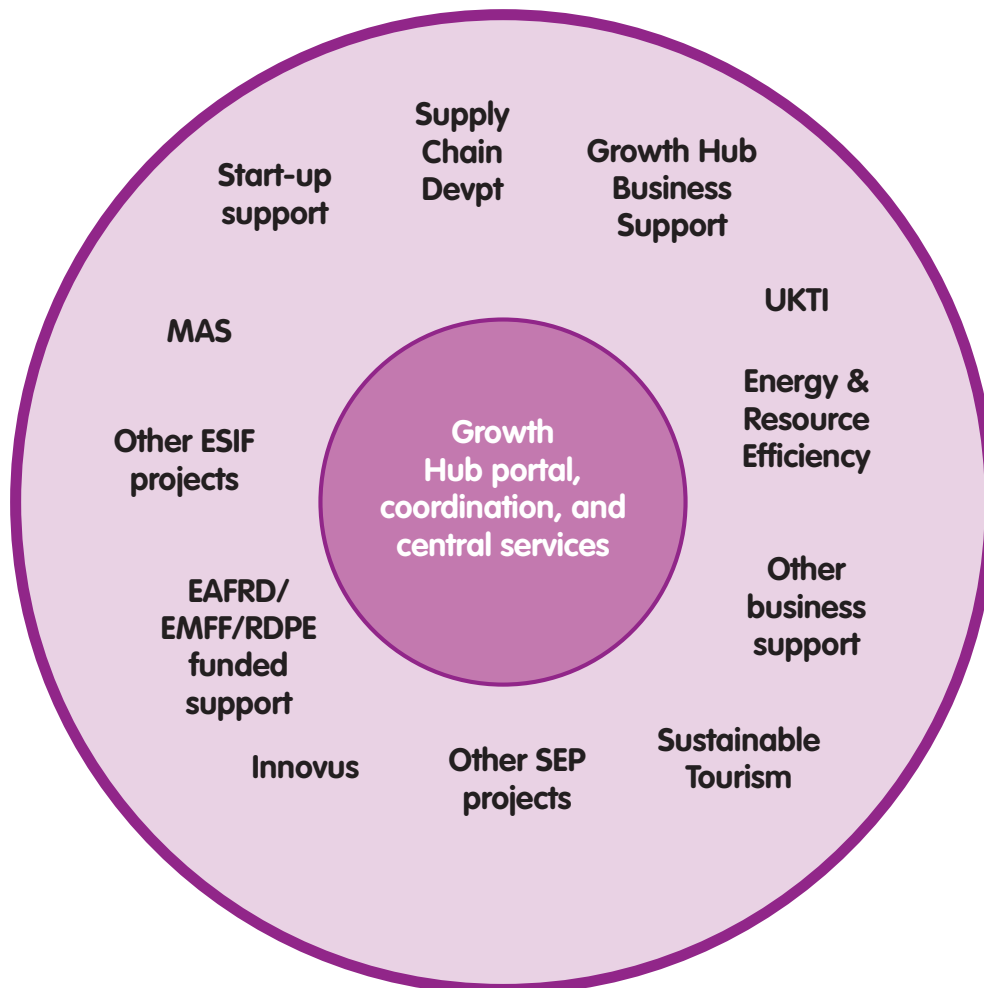 Supply
Chain
Devpt
Growth Hub
Business
Support
Start-up
support
UKTI
MAS
Energy &
Resource
Efficiency
Other ESIF
projects
Growth
Hub portal,
coordination, and
central services
Other
business
support
EAFRD/
EMFF/RDPE
funded
support
Sustainable
Tourism
Innovus
Other SEP
projects